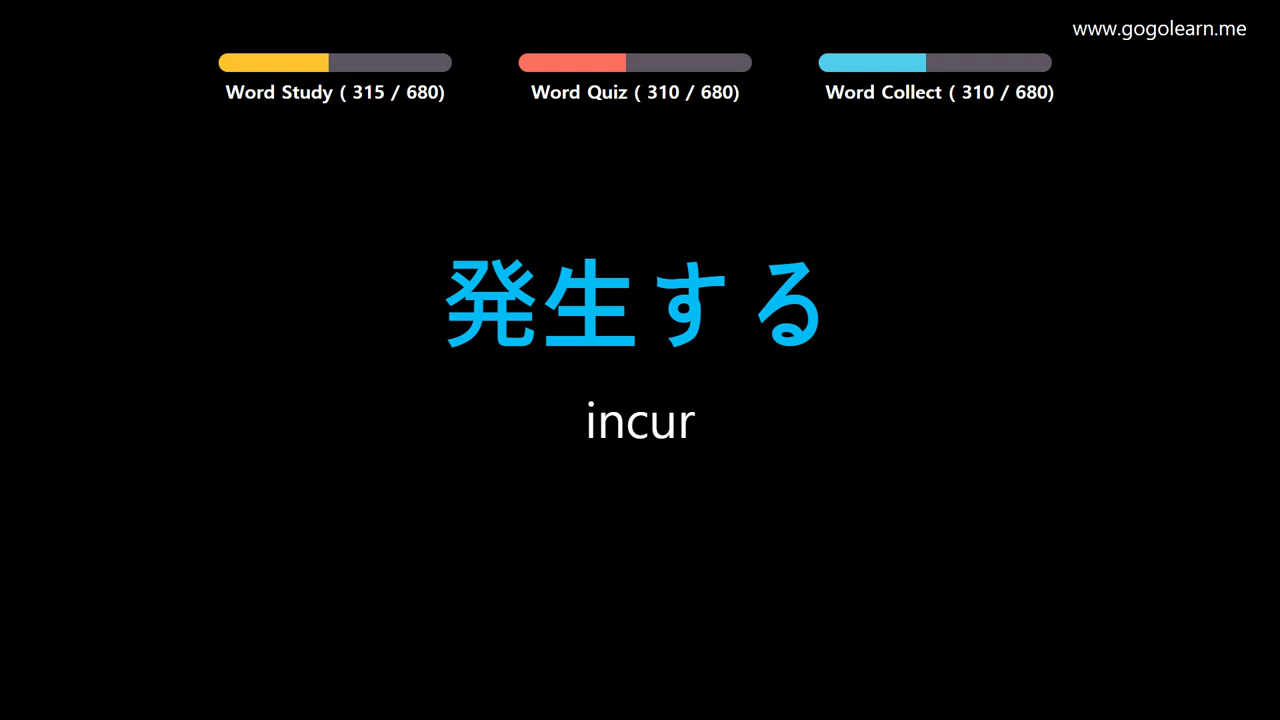 www.gogolearn.me
Word Study ( 315 / 680)
Word Quiz ( 310 / 680)
Word Collect ( 310 / 680)
発生する
incur